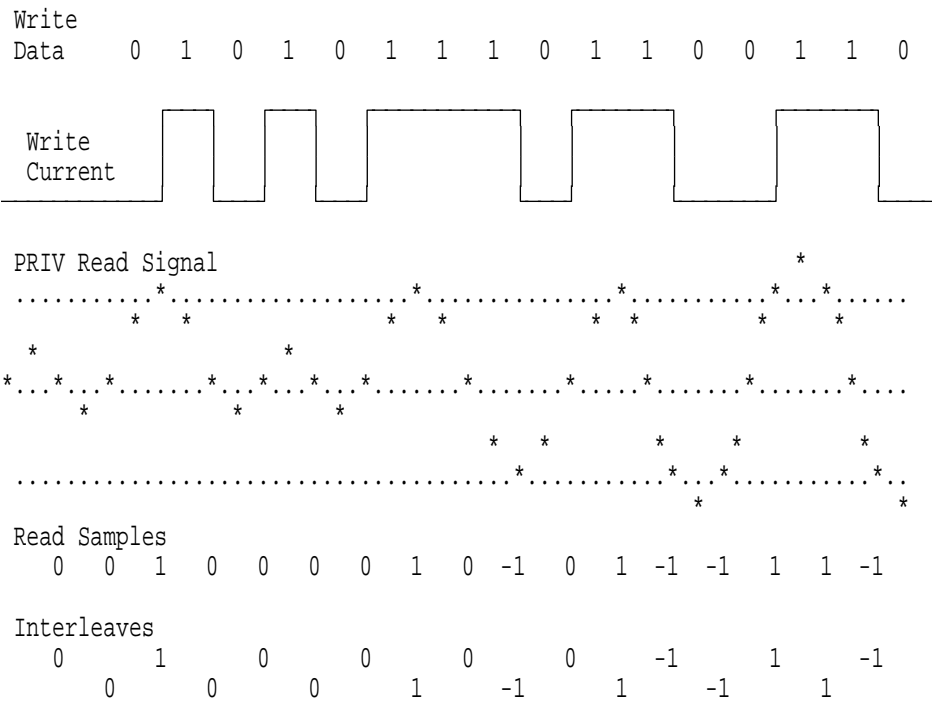 Write
Data 0 1 0 1 0 1 1 1 0 1 1 0 0 1 1 0
Write
Current
PRIV Read Signal
Read Samples
0 0 1 0 0 0 0 1 0 -1 0 1 -1 -1 1 1 -1
Interleaves
0 1 0 0 0 0 -1 1 -1
0 0 0 1 -1 1 -1 1